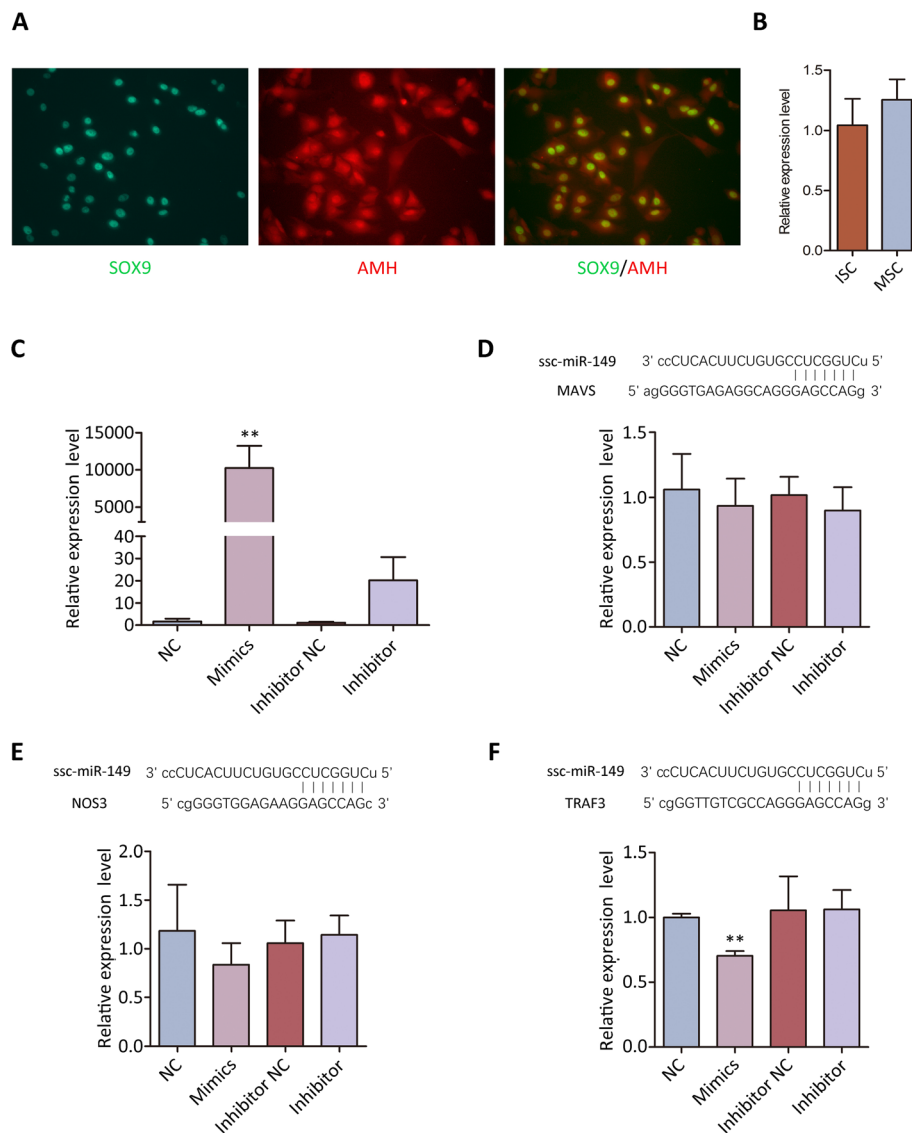 A
B
SOX9
AMH
SOX9/AMH
Relative expression level
1.5
1.0
0.5
0.0
ISC
MSC
C
Relative expression level
15000
10000
5000
40
30
20
10
0
**
NC
Mimics
Inhibitor NC
Inhibitor
D
ssc-miR-149 3' ccCUCACUUCUGUGCCUCGGUCu 5'
MAVS 5' agGGGTGAGAGGCAGGGAGCCAGg 3'
Relative expression level
1.5
1.0
0.5
0.0
NC
Mimics
Inhibitor NC
Inhibitor
E
ssc-miR-149 3' ccCUCACUUCUGUGCCUCGGUCu 5'
NOS3 5' cgGGGTGGAGAAGGAGCCAGc 3'
Relative expression level
2.0
1.5
1.0
0.5
0.0
NC
Mimics
Inhibitor NC
Inhibitor
F
ssc-miR-149 3' ccCUCACUUCUGUGCCUCGGUCu 5'
TRAF3 5' cgGGTTGTCGCCAGGGAGCCAGg 3'
Relative expression level
1.5
1.0
0.5
0.0
**
NC
Mimics
Inhibitor NC
Inhibitor